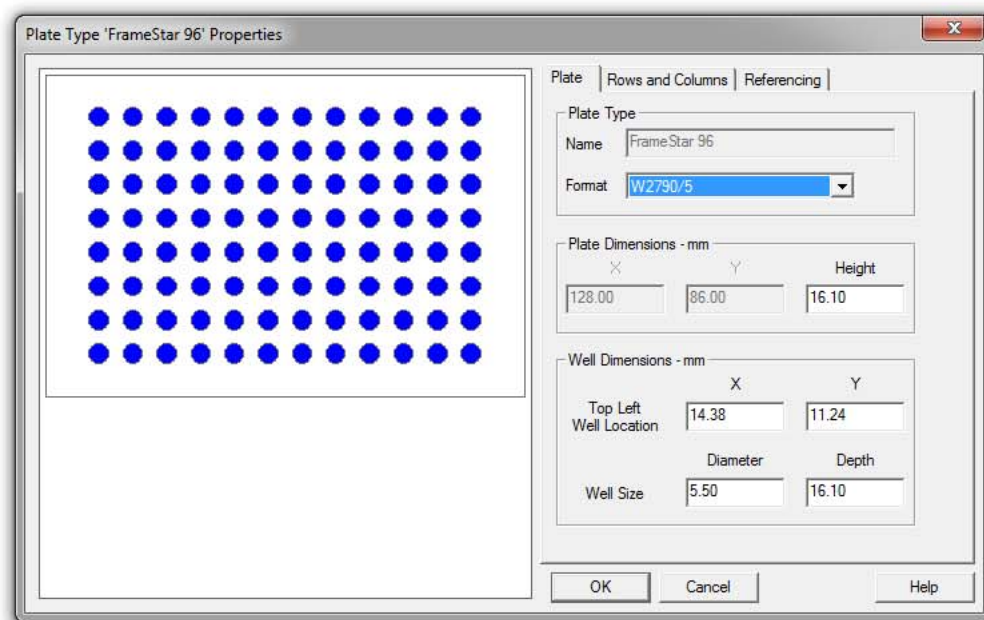 Plate Type 'FrameStar 96' Properties
Plate Rows and Columns Referencing
Plate Type
Name FrameStar 96
Format W2790/5
Plate Dimensions - mm
X Y Height
128.00 86.00 16.10
Well Dimensions - mm
X Y
Top Left
Well Location
14.38 11.24
Diameter Depth
Well Size 5.50 16.10
OK Cancel Help